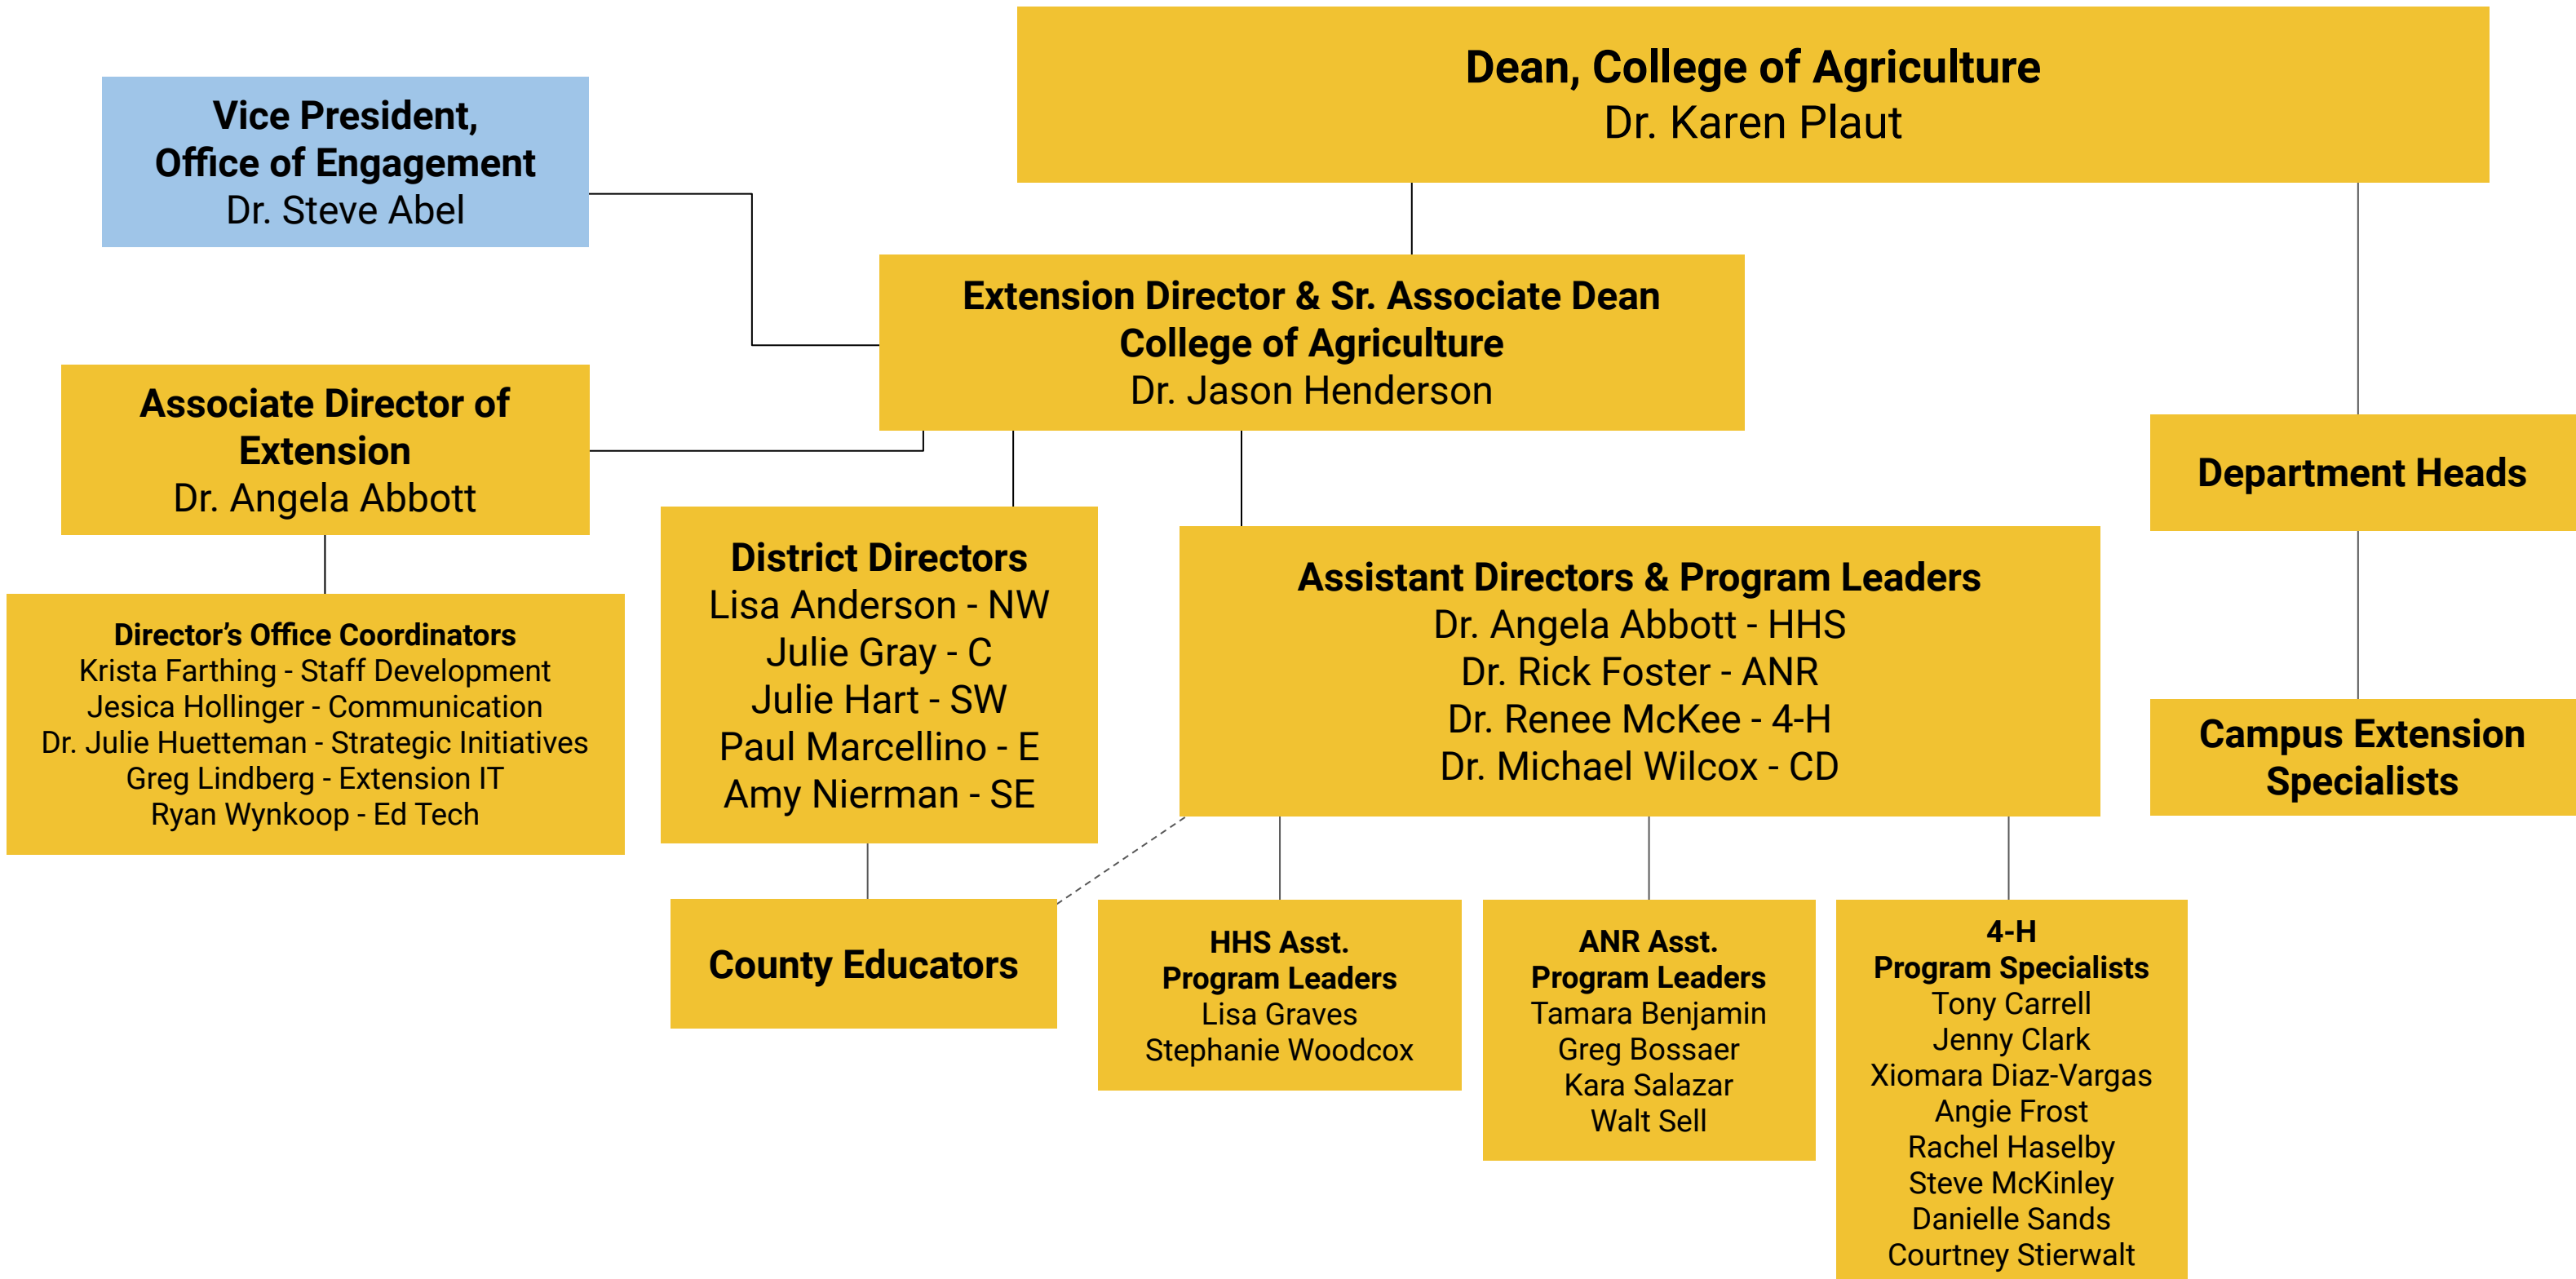 Dean, College of Agriculture
Dr. Karen Plaut
Vice President,
Office of Engagement
Dr. Steve Abel
Extension Director & Sr. Associate Dean
College of Agriculture
Dr. Jason Henderson
Associate Director of
Extension
Dr. Angela Abbott
Department Heads
District Directors
Lisa Anderson - NW
Julie Gray - C
Julie Hart - SW
Paul Marcellino - E
Amy Nierman - SE
Assistant Directors & Program Leaders
Dr. Angela Abbott - HHS
Dr. Rick Foster - ANR
Dr. Renee McKee - 4-H
Dr. Michael Wilcox - CD
Director’s Office Coordinators
Krista Farthing - Staff Development
Jesica Hollinger - Communication
Dr. Julie Huetteman - Strategic Initiatives
Greg Lindberg - Extension IT
Ryan Wynkoop - Ed Tech
Campus Extension
Specialists
County Educators
HHS Asst.
Program Leaders
Lisa Graves
Stephanie Woodcox
ANR Asst.
Program Leaders
Tamara Benjamin
Greg Bossaer
Kara Salazar
Walt Sell
4-H
Program Specialists
Tony Carrell
Jenny Clark
Xiomara Diaz-Vargas
Angie Frost
Rachel Haselby
Steve McKinley
Danielle Sands
Courtney Stierwalt